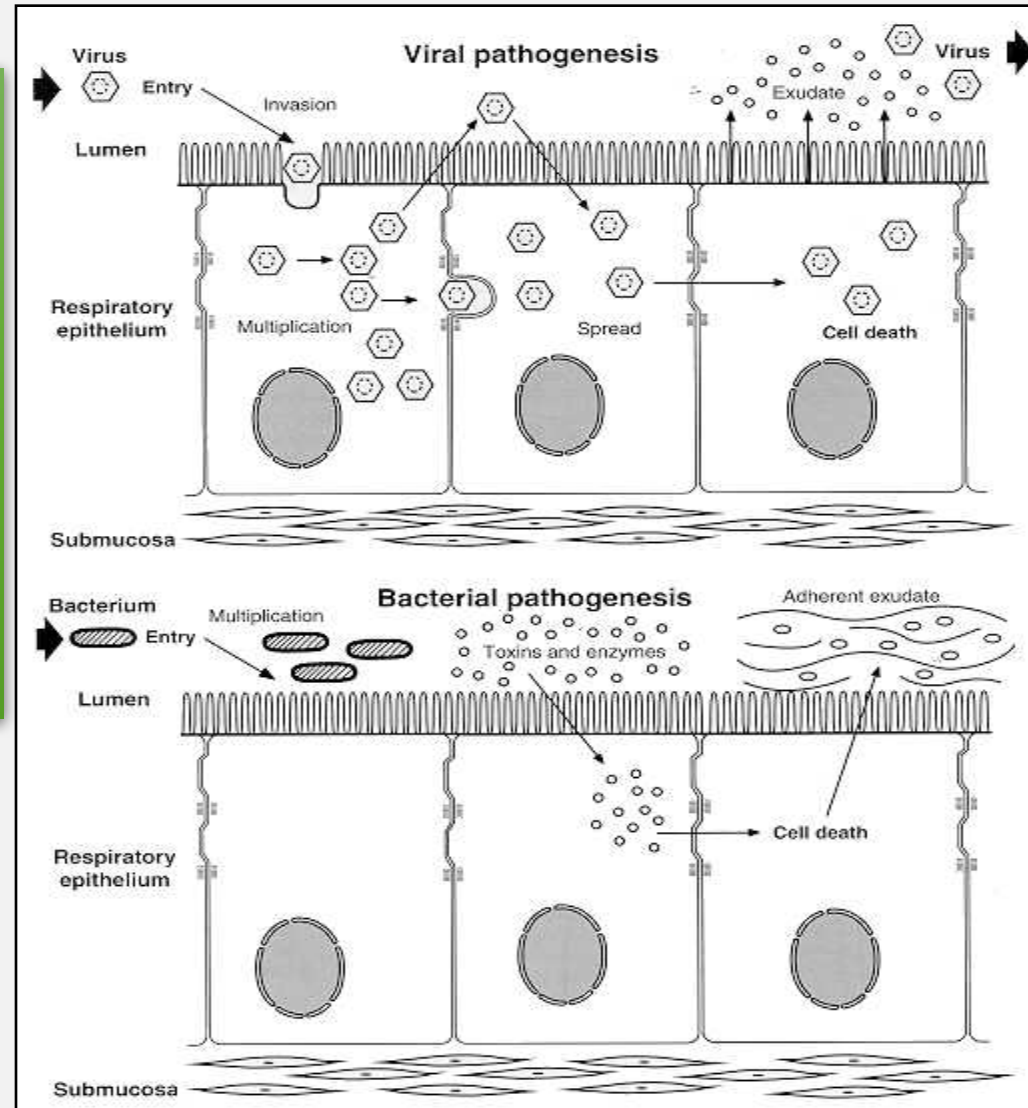 Viral pathogenesis
Virus
Entry
Invasion
Exudate
Virus
Lumen
Respiratory
epithelium
Multiplication
Spread
Cell death
Submucosa
Bacterial pathogenesis
Bacterium
Entry
Multiplication
Toxins and enzymes
Adherent exudate
Lumen
Cell death
Respiratory
epithelium
Submucosa